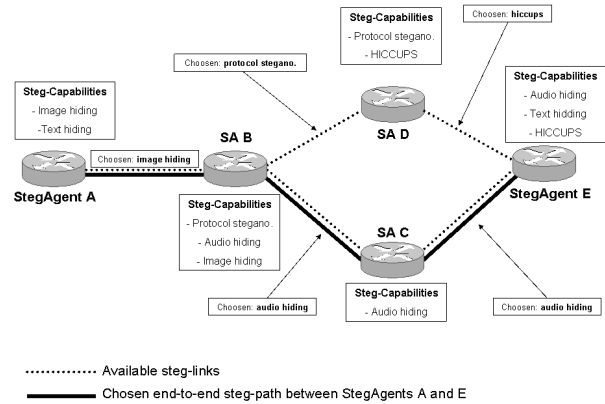 Steg-Capabilities
- Protocol stegano.
- HICCUPS
Choosen: hiccups
Choosen: protocol stegano.
Steg-Capabilities
- Image hiding
-Text hiding
SA B
SA D
Steg-Capabilities
- Audio hiding
- Text hidding
- HICCUPS
Choosen: image hiding
StegAgent A
StegAgent E
Steg-Capabilities
- Protocol stegano.
- Audio hiding
- Image hiding
SA C
Choosen: audio hiding
Steg-Capabilities
- Audio hiding
Choosen: audio hiding
Available steg-links
Chosen end-to-end steg-path between StegAgents A and E